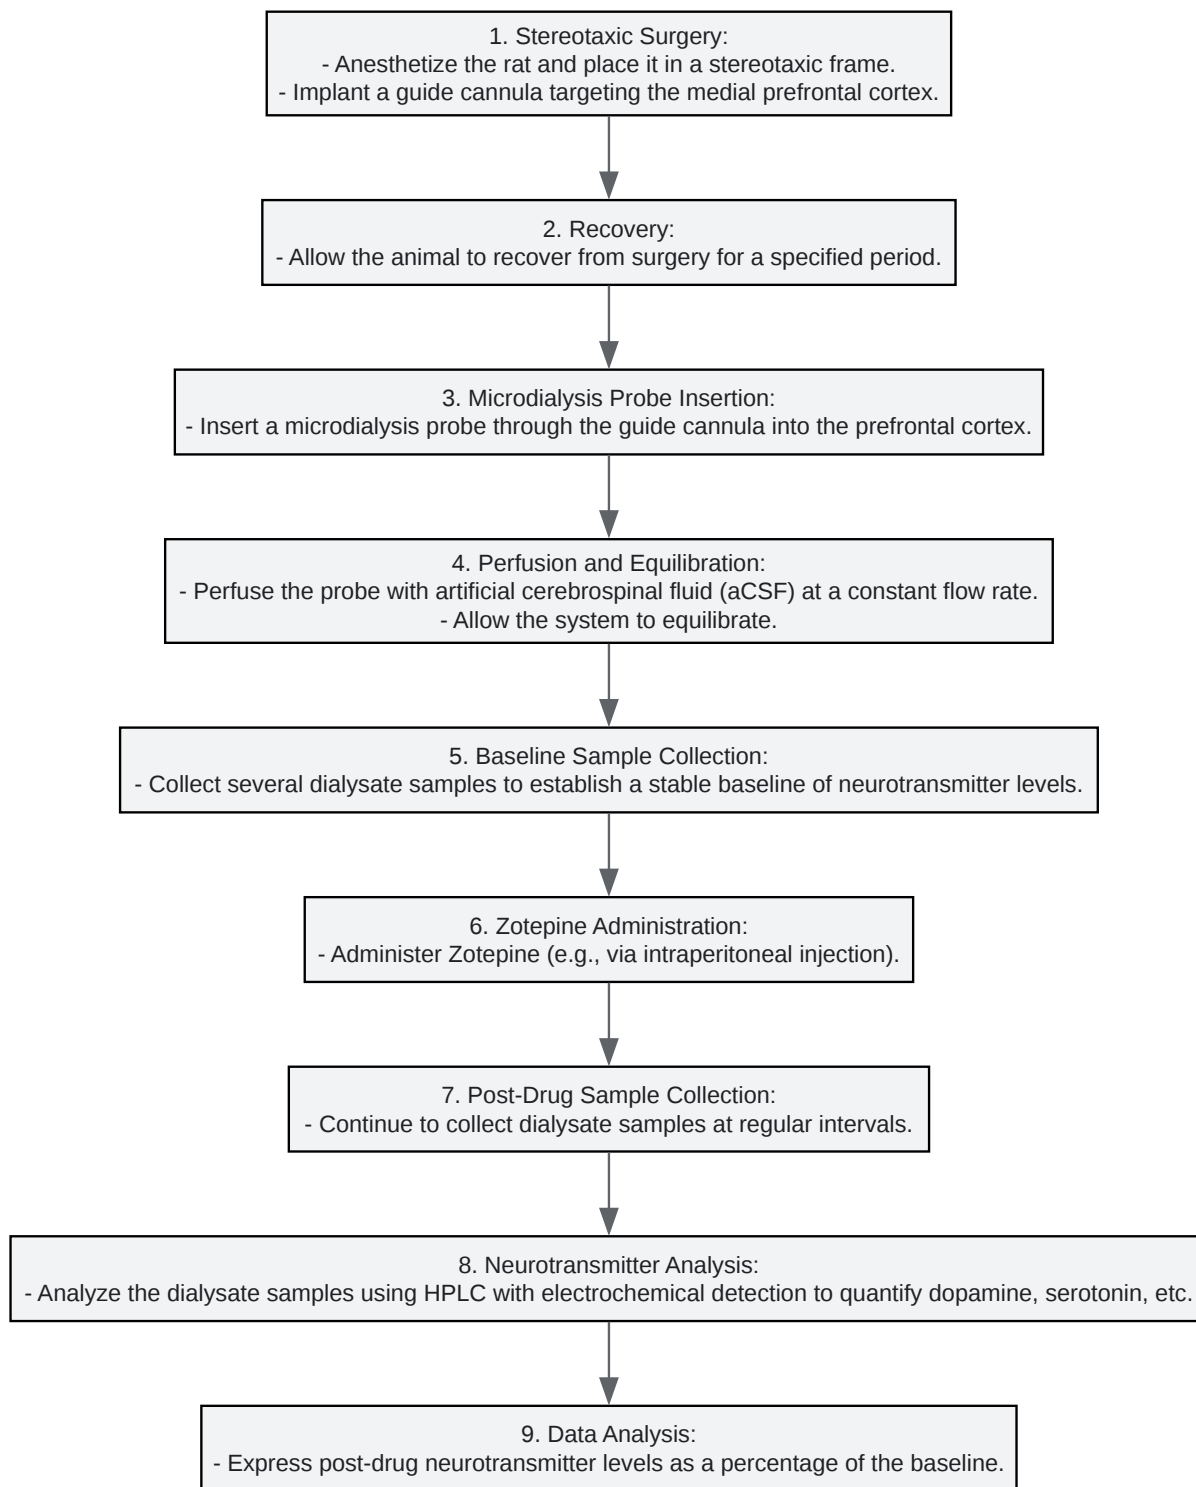 1. Stereotaxic Surgery:
- Anesthetize the rat and place it in a stereotaxic frame.
- Implant a guide cannula targeting the medial prefrontal cortex.
2. Recovery:
- Allow the animal to recover from surgery for a specified period.
3. Microdialysis Probe Insertion:
- Insert a microdialysis probe through the guide cannula into the prefrontal cortex.
4. Perfusion and Equilibration:
- Perfuse the probe with artificial cerebrospinal fluid (aCSF) at a constant flow rate.
- Allow the system to equilibrate.
5. Baseline Sample Collection:
- Collect several dialysate samples to establish a stable baseline of neurotransmitter levels.
6. Zotepine Administration:
- Administer Zotepine (e.g., via intraperitoneal injection).
7. Post-Drug Sample Collection:
- Continue to collect dialysate samples at regular intervals.
8. Neurotransmitter Analysis:
- Analyze the dialysate samples using HPLC with electrochemical detection to quantify dopamine, serotonin, etc.
9. Data Analysis:
- Express post-drug neurotransmitter levels as a percentage of the baseline.